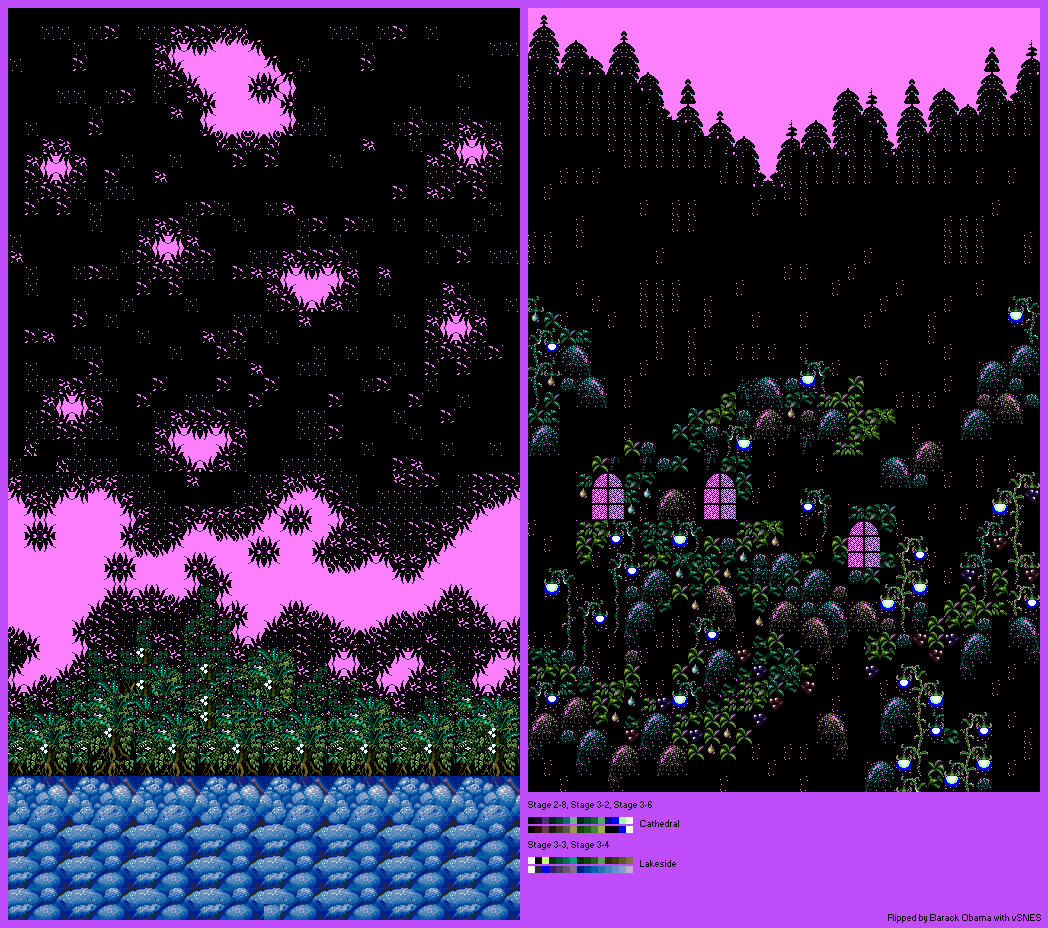 Stage 2-8, Stage 3-2, Stage 3-6
Cathedral
Stage 3-3, Stage 3-4
Lakeside
Ripped by Barack Obama with vSNES